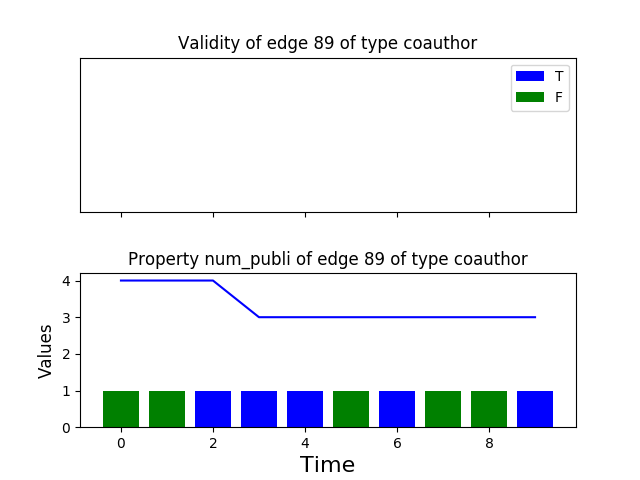 Validity of edge 89 of type coauthor
T
F
Property num_publi of edge 89 of type coauthor
4
3
2
1
0
Values
0 2 4 6 8
Time